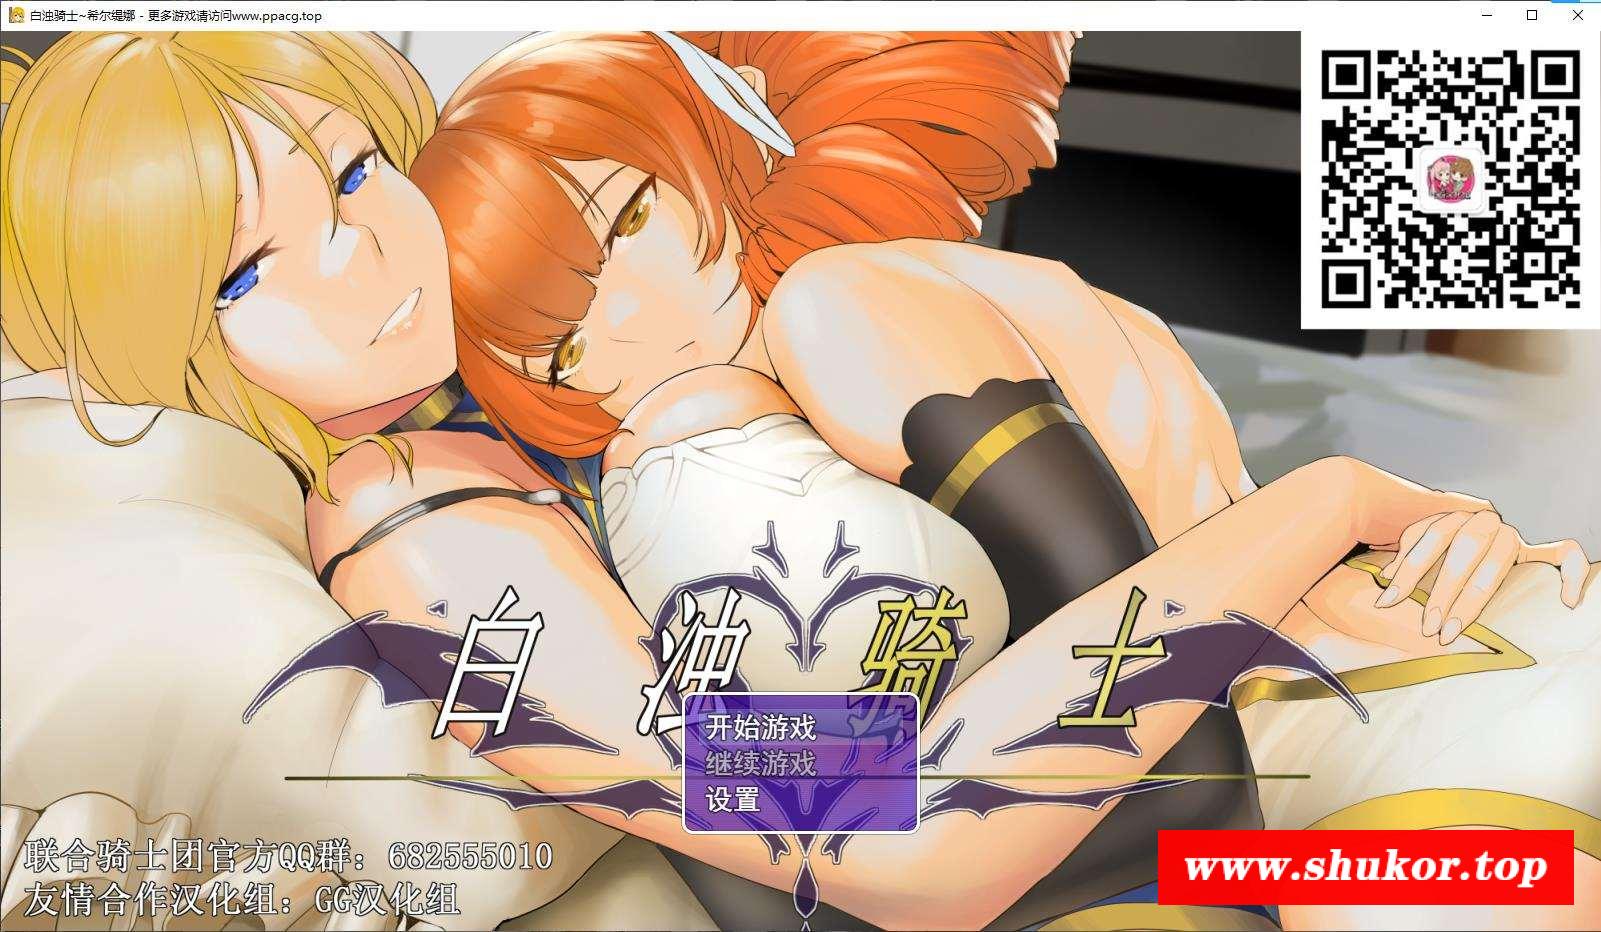 白浊骑士~希尔缇娜 - 更多游戏请访问www.ppacg.top
白浊骑士
开始游戏
继续游戏
设置
联合骑士团官方QQ群：682555010
友情合作汉化组：GG汉化组
www.shukor.top